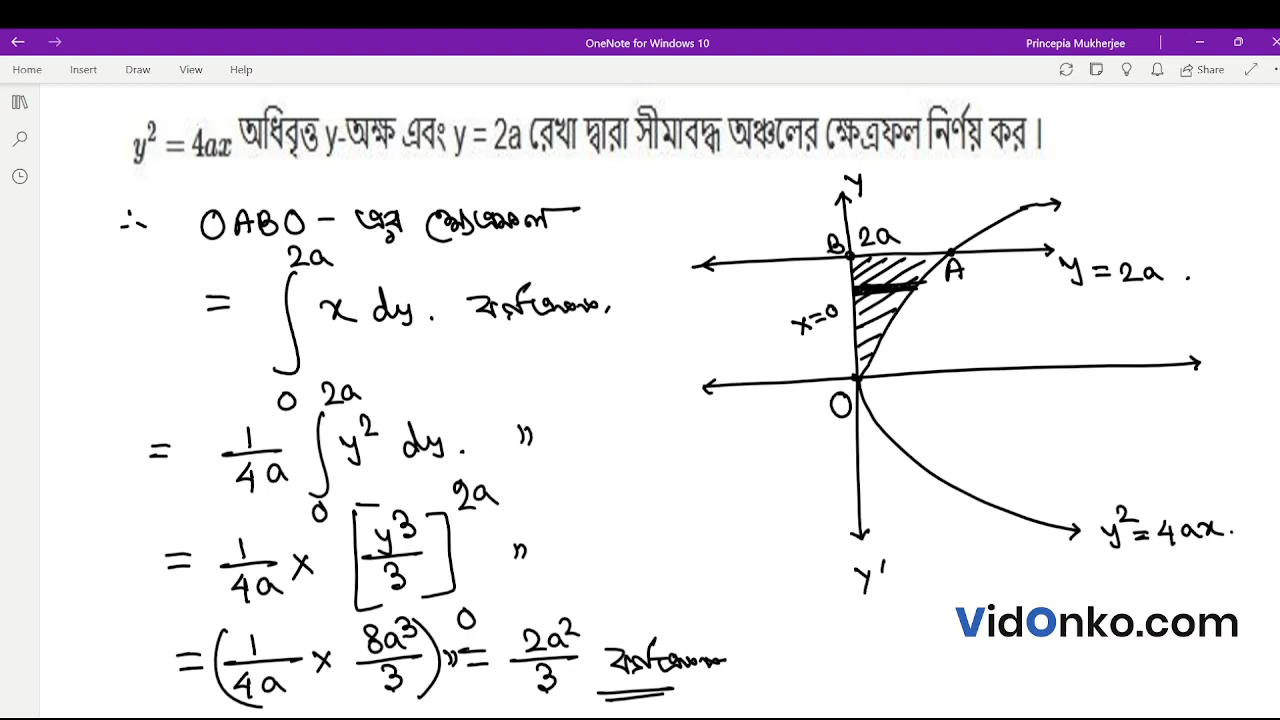 OneNote for Windows 10
Princepia Mukherjee
Home Insert Draw View Help
Share
y² = 4ax অধিবৃত্ত y-অক্ষ এবং y = 2a রেখা দ্বারা সীমাবদ্ধ অঞ্চলের ক্ষেত্রফল নির্ণয় কর ।
∴ OABO - এর ক্ষেত্রফল
= ∫₀²ᵃ x dy. বর্গএকক.
= 1/4a ∫₀²ᵃ y² dy. "
= 1/4a × [y³/3]₀²ᵃ "
= (1/4a × 8a³/3) " = 2a²/3 বর্গএকক
y
B 2a
A
y = 2a.
x=0
O
y² = 4ax.
y'
VidOnko.com